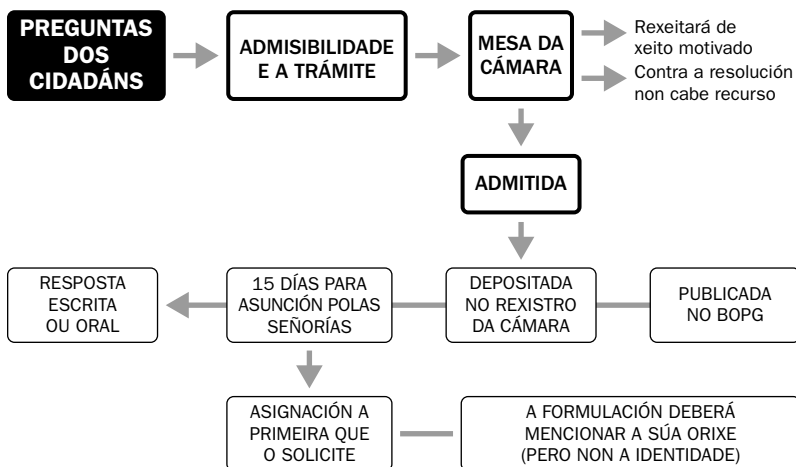 PREGUNTAS
DOS
CIDADÁNS
ADMISIBILIDADE
E A TRÁMITE
MESA DA
CÁMARA
Rexeitará de
xeito motivado
Contra a resolución
non cabe recurso
ADMITIDA
RESPOSTA
ESCRITA
OU ORAL
15 DÍAS PARA
ASUNCIÓN POLAS
SEÑORÍAS
DEPOSITADA
NO REXISTRO
DA CÁMARA
PUBLICADA
NO BOPG
ASIGNACIÓN A
PRIMEIRA QUE
O SOLICITE
A FORMULACIÓN DEBERÁ
MENCIONAR A SÚA ORIXE
(PERO NON A IDENTIDADE)